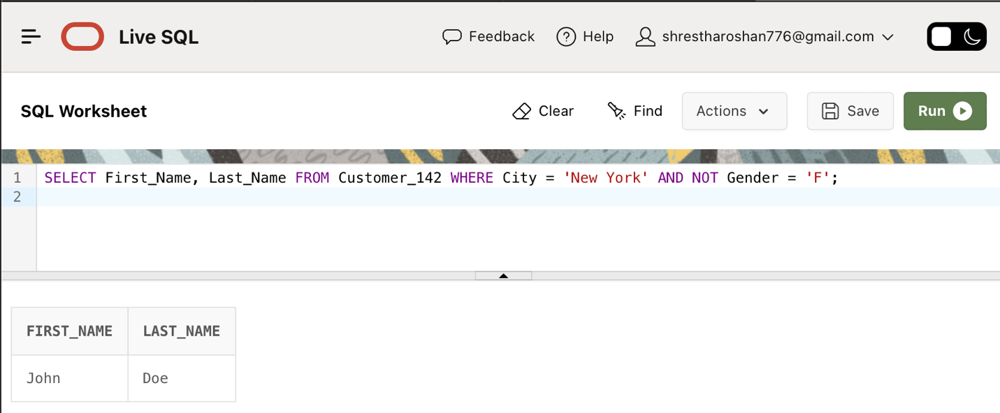 Live SQL Feedback Help shrestharoshan776@gmail.com
SQL Worksheet Clear Find Actions Save Run
1 SELECT First_Name, Last_Name FROM Customer_142 WHERE City = 'New York' AND NOT Gender = 'F';
2
FIRST_NAME LAST_NAME
John Doe